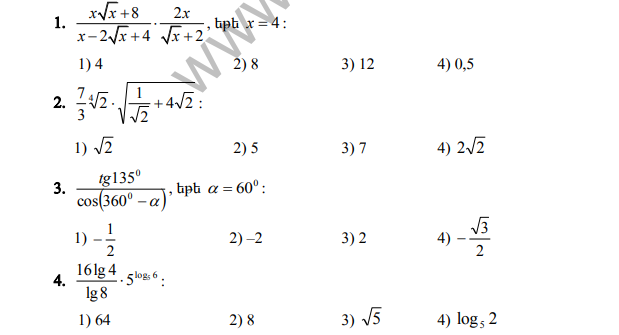 1. \frac{x\sqrt{x}+8}{x-2\sqrt{x}+4} \cdot \frac{2x}{\sqrt{x}+2}, եթե x = 4 :
1) 4 2) 8 3) 12 4) 0,5
2. \frac{7}{3}\sqrt[4]{2} \cdot \sqrt{\frac{1}{\sqrt{2}}+4\sqrt{2}} :
1) \sqrt{2} 2) 5 3) 7 4) 2\sqrt{2}
3. \frac{tg135^0}{\cos(360^0-\alpha)}, եթե \alpha = 60^0 :
1) -\frac{1}{2} 2) –2 3) 2 4) -\frac{\sqrt{3}}{2}
4. \frac{16\lg 4}{\lg 8} \cdot 5^{\log_5 6} :
1) 64 2) 8 3) \sqrt{5} 4) \log_5 2
www